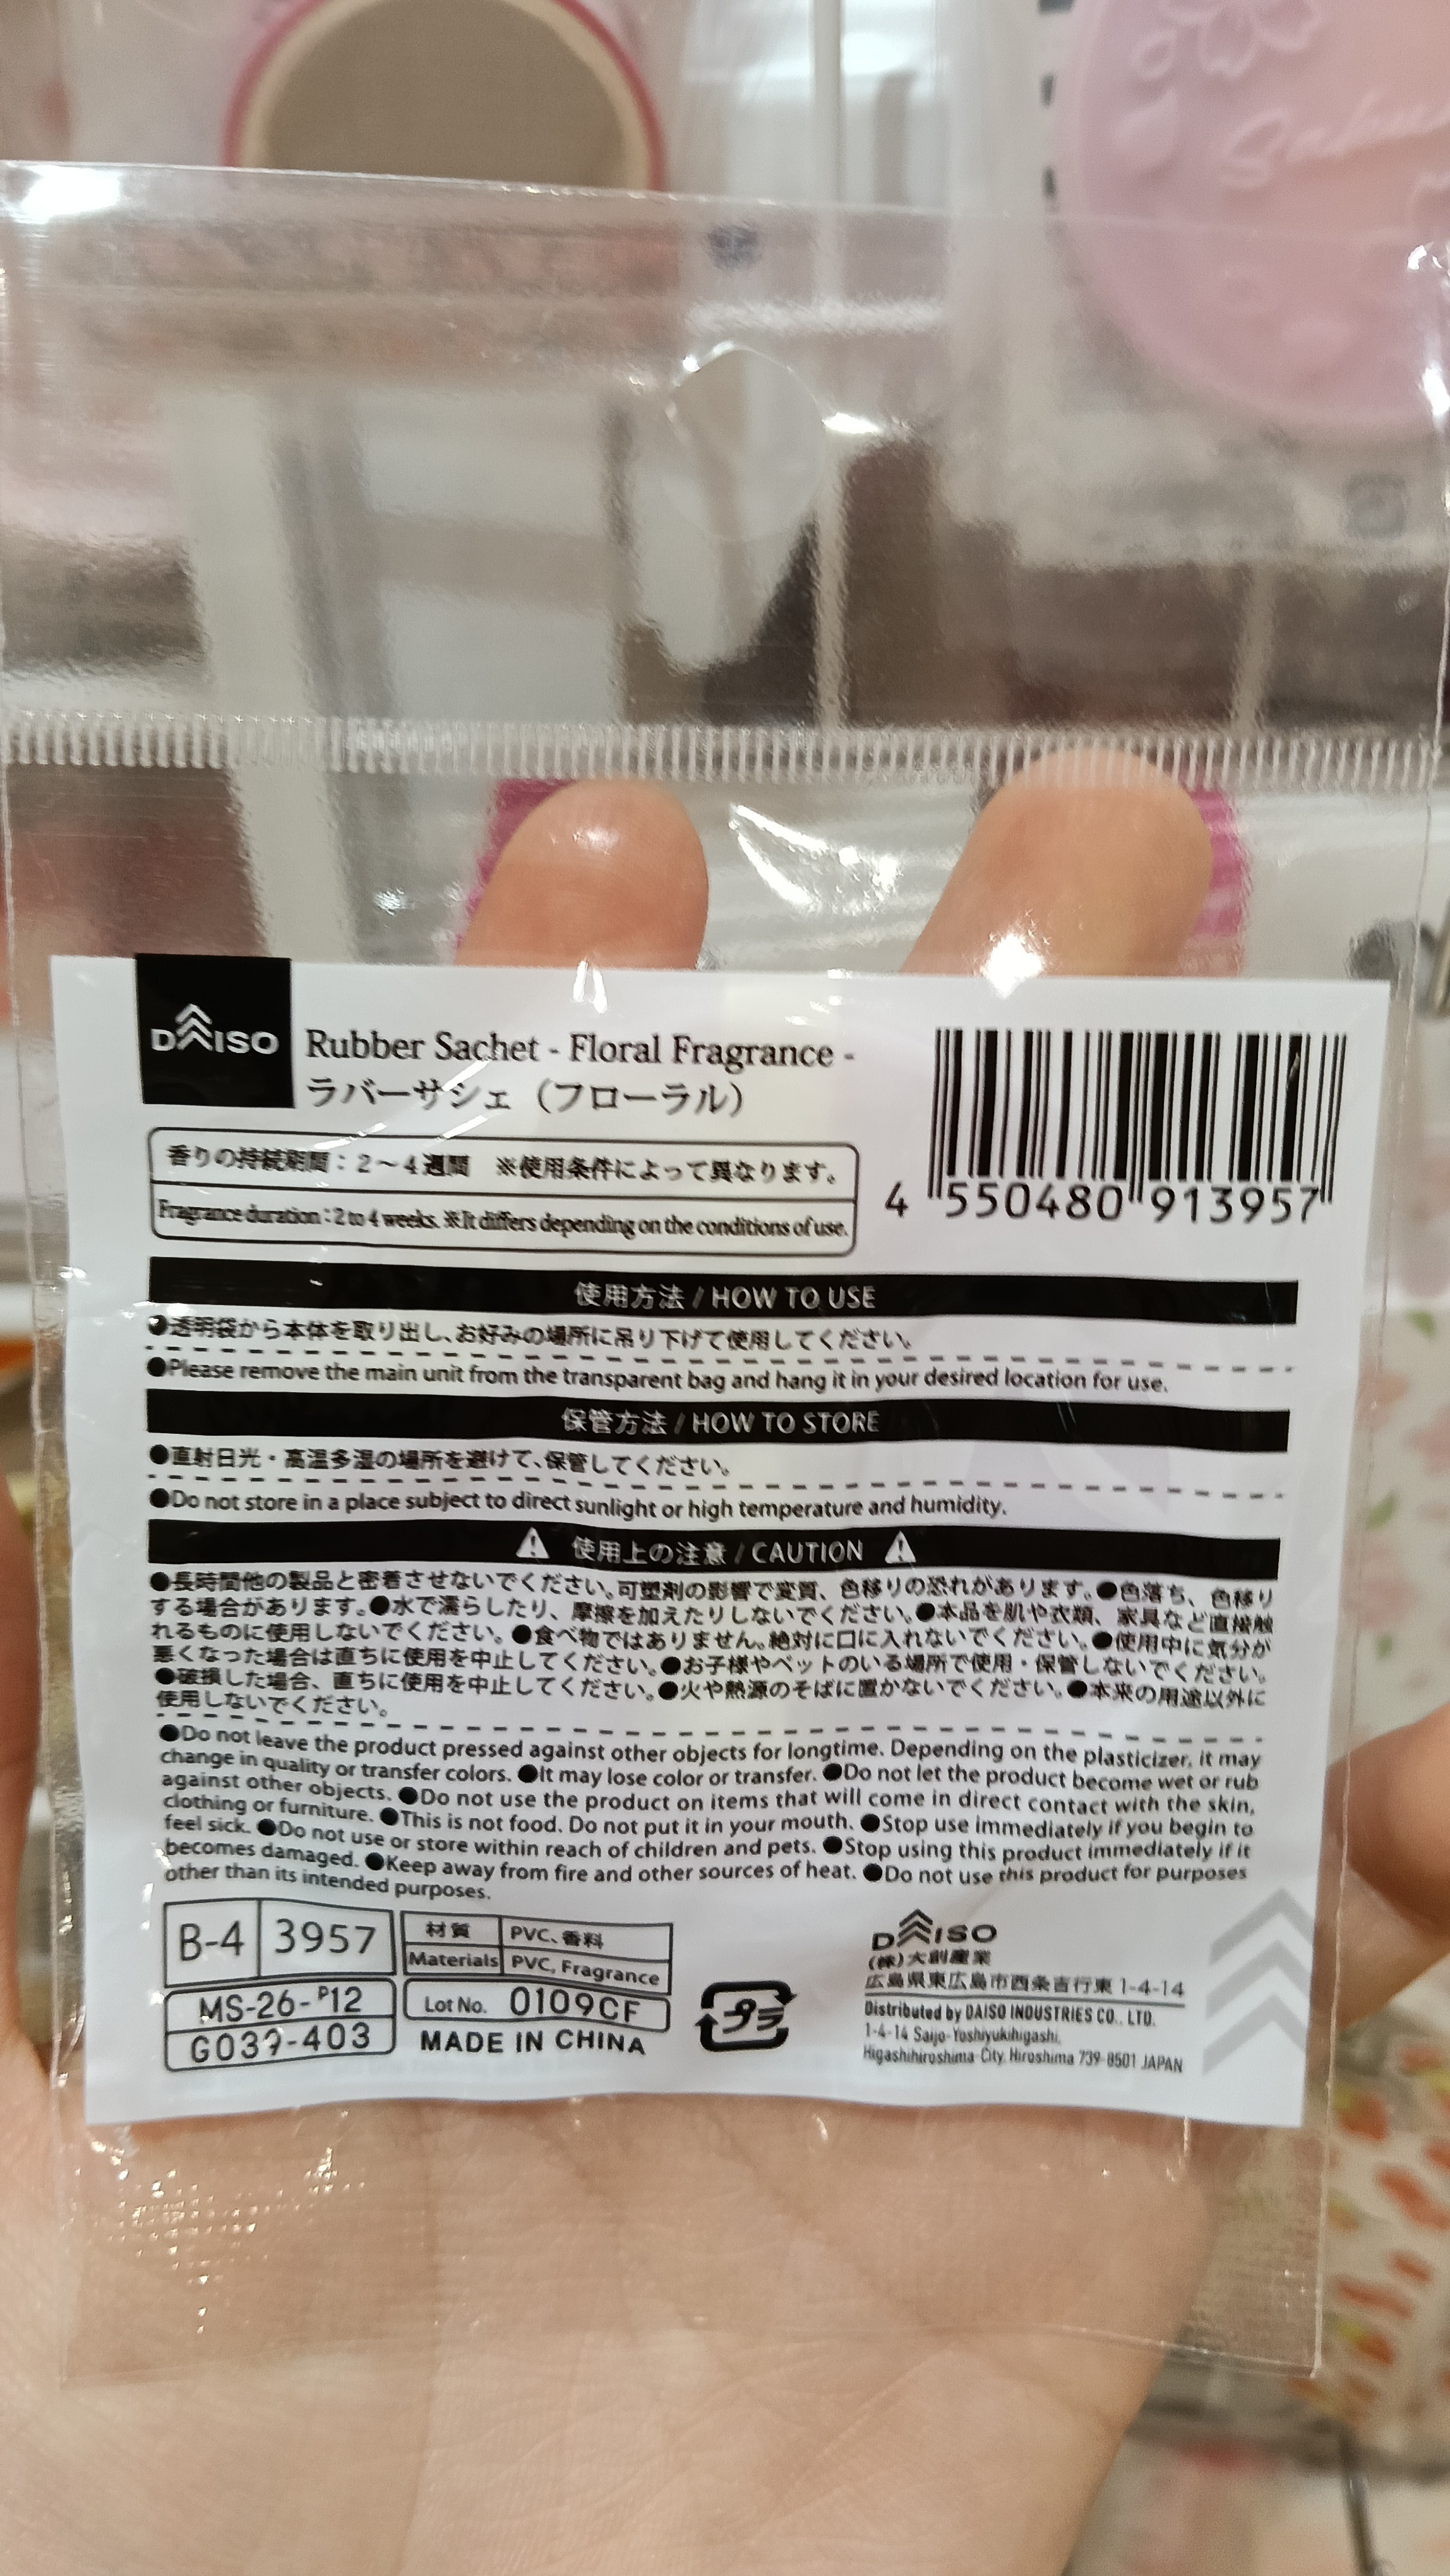 Saku
DAISO
Rubber Sachet - Floral Fragrance -
ラバーサシェ（フローラル）
香りの持続期間：2～4週間　※使用条件によって異なります。
Fragrance duration：2 to 4 weeks. ※It differs depending on the conditions of use.
4 550480 913957
使用方法 / HOW TO USE
●透明袋から本体を取り出し、お好みの場所に吊り下げて使用してください。
●Please remove the main unit from the transparent bag and hang it in your desired location for use.
保管方法 / HOW TO STORE
●直射日光・高温多湿の場所を避けて、保管してください。
●Do not store in a place subject to direct sunlight or high temperature and humidity.
使用上の注意 / CAUTION
●長時間他の製品と密着させないでください。可塑剤の影響で変質、色移りの恐れがあります。●色落ち、色移り
する場合があります。●水で濡らしたり、摩擦を加えたりしないでください。●本品を肌や衣類、家具など直接触
れるものに使用しないでください。●食べ物ではありません。絶対に口に入れないでください。●使用中に気分が
悪くなった場合は直ちに使用を中止してください。●お子様やペットのいる場所で使用・保管しないでください。
●破損した場合、直ちに使用を中止してください。●火や熱源のそばに置かないでください。●本来の用途以外に
使用しないでください。
●Do not leave the product pressed against other objects for longtime. Depending on the plasticizer, it may
change in quality or transfer colors. ●It may lose color or transfer. ●Do not let the product become wet or rub
against other objects. ●Do not use the product on items that will come in direct contact with the skin,
clothing or furniture. ●This is not food. Do not put it in your mouth. ●Stop use immediately if you begin to
feel sick. ●Do not use or store within reach of children and pets. ●Stop using this product immediately if it
becomes damaged. ●Keep away from fire and other sources of heat. ●Do not use this product for purposes
other than its intended purposes.
B-4 3957
MS-26-P12
G037-403
材質 PVC、香料
Materials PVC, Fragrance
Lot No. 0109CF
MADE IN CHINA
プラ
DAISO
(株)大創産業
広島県東広島市西条吉行東 1-4-14
Distributed by DAISO INDUSTRIES CO., LTD.
1-4-14 Saijo-Yoshiyukihigashi,
Higashihiroshima-City, Hiroshima 739-8501 JAPAN